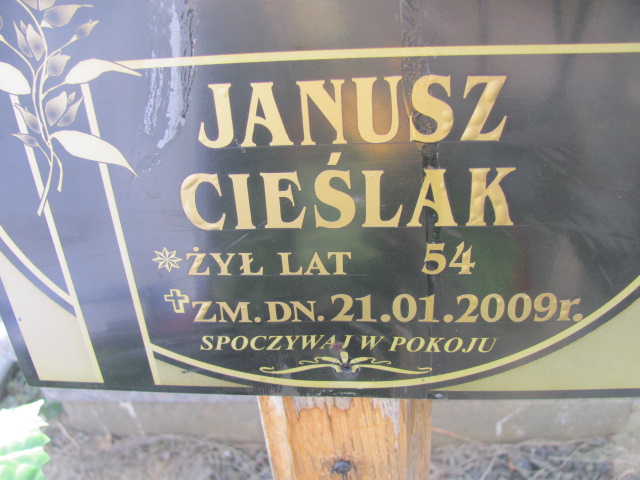 JANUSZ
CIEŚLAK
ŻYŁ LAT 54
ZM. DN. 21.01.2009r.
SPOCZYWAJ W POKOJU